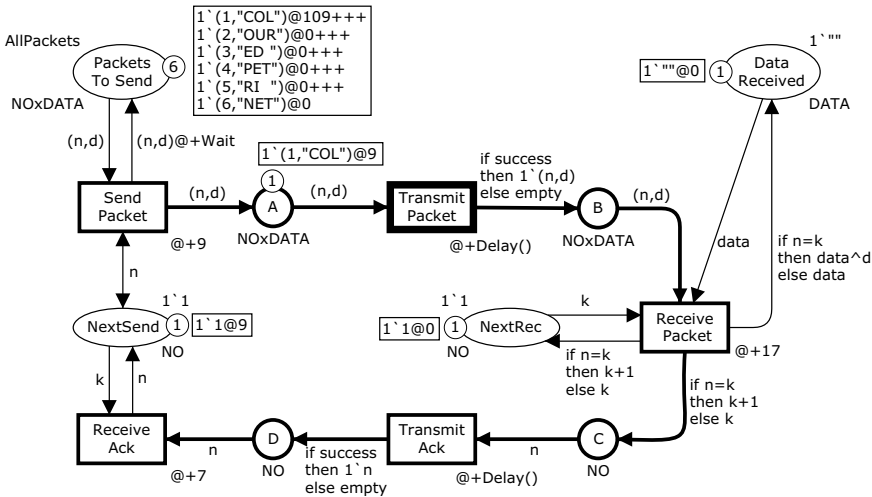 AllPackets
Packets
To Send
6
1`(1,"COL")@109+++
1`(2,"OUR")@0+++
1`(3,"ED ")@0+++
1`(4,"PET")@0+++
1`(5,"RI  ")@0+++
1`(6,"NET")@0
NOxDATA
1`""
1`""@0
1
Data
Received
DATA
(n,d)
(n,d)@+Wait
1`(1,"COL")@9
1
Send
Packet
@+9
(n,d)
A
NOxDATA
(n,d)
Transmit
Packet
@+Delay()
if success
then 1`(n,d)
else empty
B
NOxDATA
(n,d)
data
if n=k
then data^d
else data
n
1`1
NextSend
1
1`1@9
NO
1`1
1`1@0
1
NextRec
NO
k
if n=k
then k+1
else k
Receive
Packet
@+17
if n=k
then k+1
else k
k
n
Receive
Ack
@+7
n
D
NO
if success
then 1`n
else empty
Transmit
Ack
@+Delay()
n
C
NO